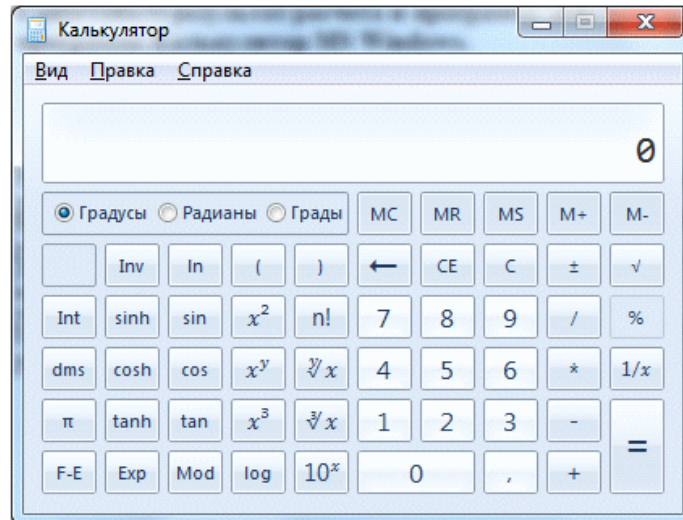 Калькулятор
Вид Правка Справка
0
Градусы Радианы Грады MC MR MS M+ M-
Inv ln ( ) ← CE C ± √
Int sinh sin x² n! 7 8 9 / %
dms cosh cos xʸ ʸ√x 4 5 6 * 1/x
π tanh tan x³ ³√x 1 2 3 - =
F-E Exp Mod log 10ˣ 0 , +